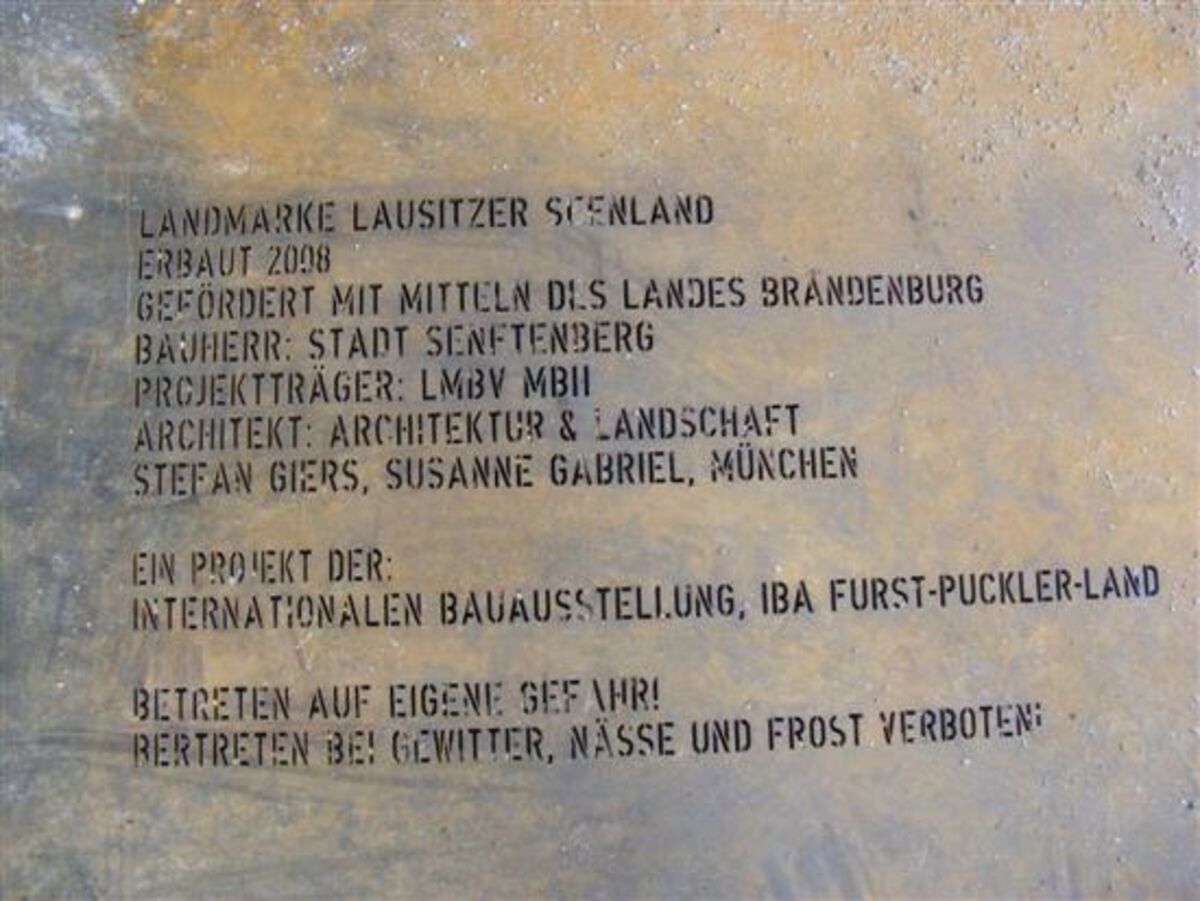 LANDMARKE LAUSITZER SEENLAND
ERBAUT 2008
GEFÖRDERT MIT MITTELN DES LANDES BRANDENBURG
BAUHERR: STADT SENFTENBERG
PROJEKTTRÄGER: LMBV MBH
ARCHITEKT: ARCHITEKTUR & LANDSCHAFT
STEFAN GIERS, SUSANNE GABRIEL, MÜNCHEN
EIN PROJEKT DER:
INTERNATIONALEN BAUAUSSTELLUNG, IBA FURST-PUCKLER-LAND
BETRETEN AUF EIGENE GEFAHR!
BERTRETEN BEI GEWITTER, NÄSSE UND FROST VERBOTEN!